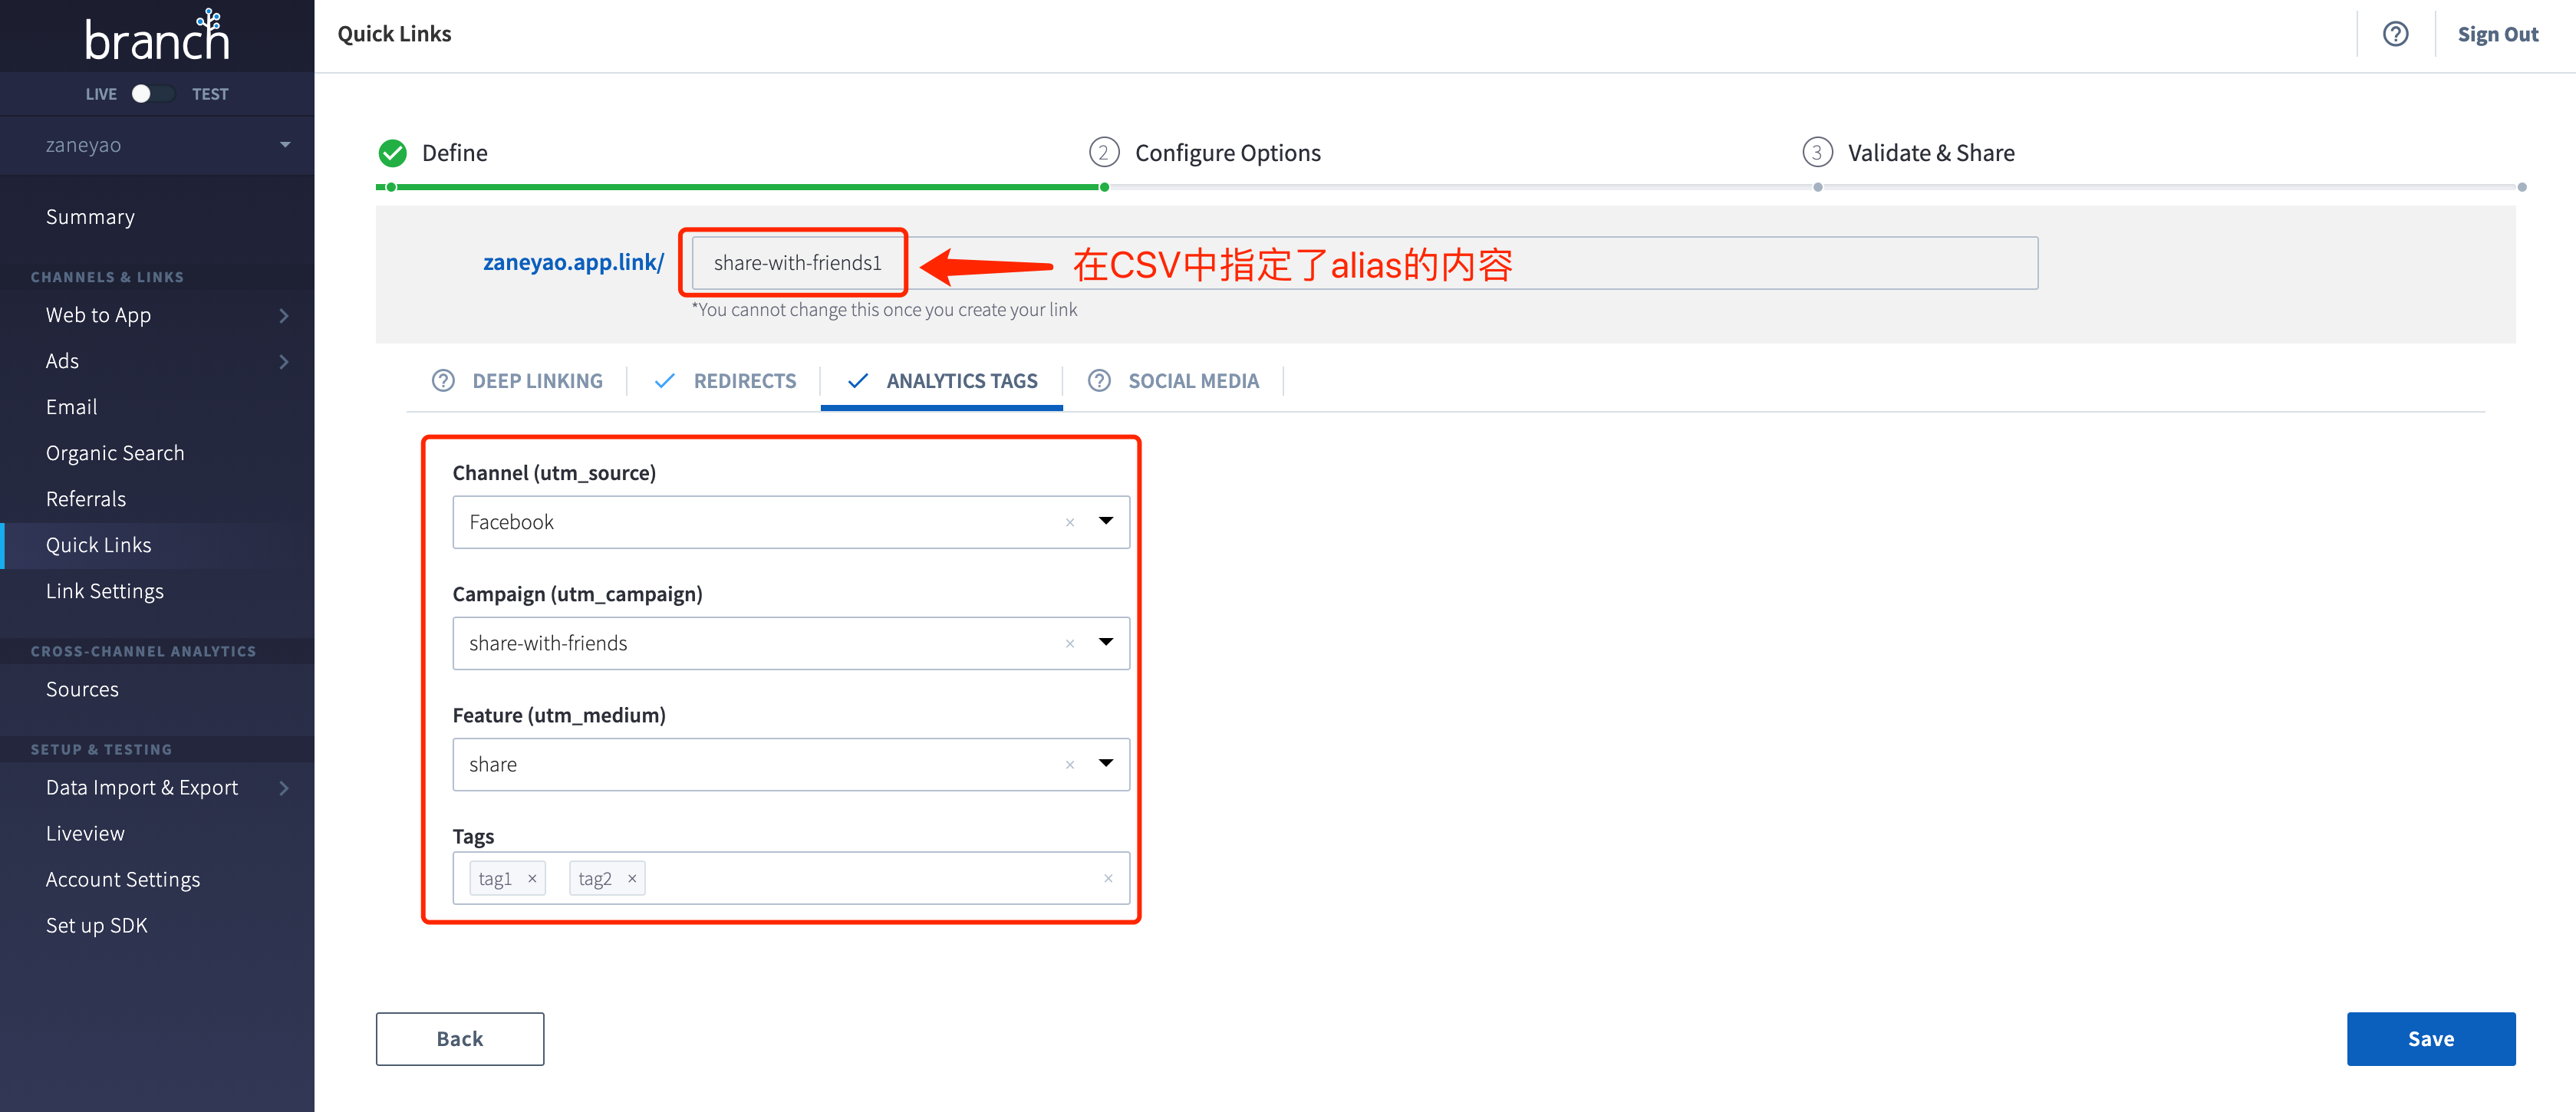 branch
LIVE TEST
zaneyao
Summary
CHANNELS & LINKS
Web to App
Ads
Email
Organic Search
Referrals
Quick Links
Link Settings
CROSS-CHANNEL ANALYTICS
Sources
SETUP & TESTING
Data Import & Export
Liveview
Account Settings
Set up SDK
Quick Links
? Sign Out
Define
2 Configure Options
3 Validate & Share
zaneyao.app.link/ share-with-friends1 在CSV中指定了alias的内容
*You cannot change this once you create your link
? DEEP LINKING REDIRECTS ANALYTICS TAGS ? SOCIAL MEDIA
Channel (utm_source)
Facebook ×
Campaign (utm_campaign)
share-with-friends ×
Feature (utm_medium)
share ×
Tags
tag1 × tag2 × ×
Back Save